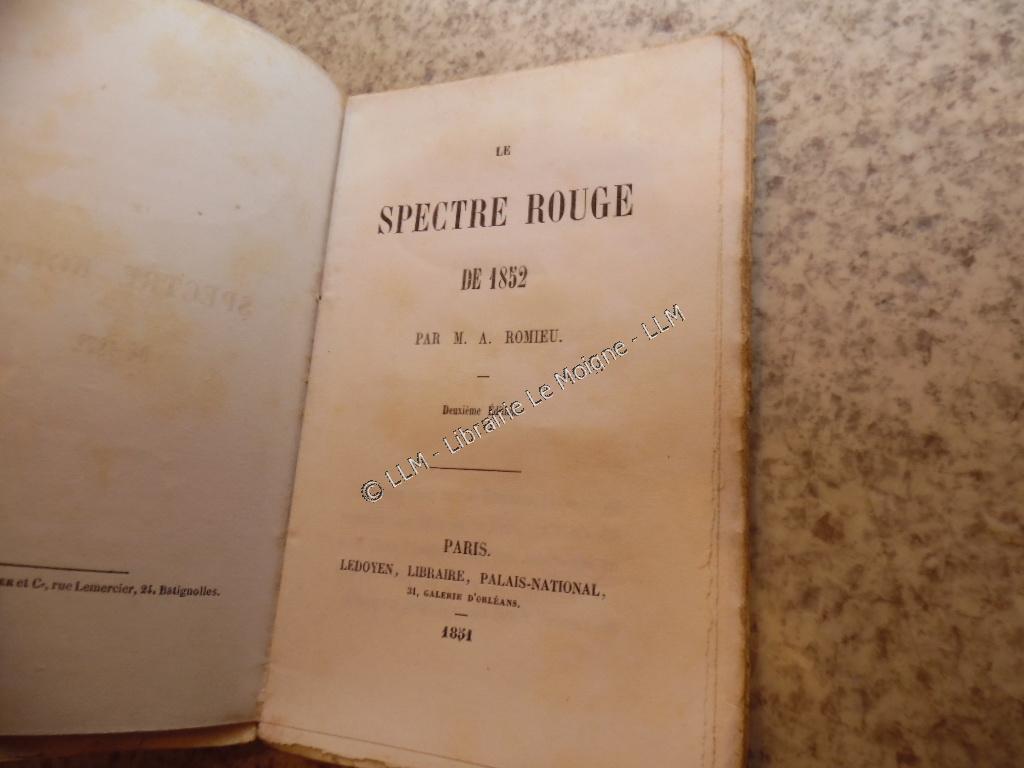 LE
SPECTRE ROUGE
DE 1852
PAR M. A. ROMIEU.
Deuxième
PARIS.
LEDOYEN, LIBRAIRE, PALAIS-NATIONAL,
31, GALERIE D'ORLÉANS.
1851
et Ce, rue Lemercier, 24, Batignolles.
© LLM - Librairie Le Moigne - LLM